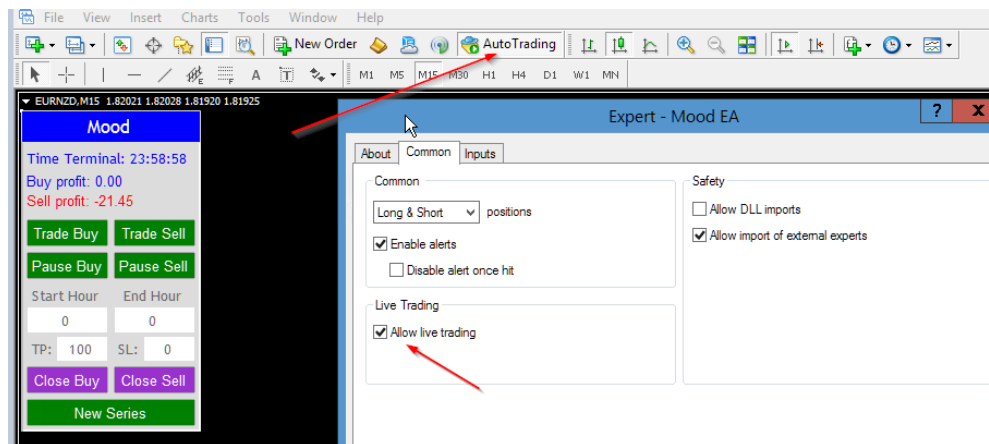 File View Insert Charts Tools Window Help
New Order AutoTrading
A T M1 M5 M15 M30 H1 H4 D1 W1 MN
EURNZD,M15 1.82021 1.82028 1.81920 1.81925
Mood
Time Terminal: 23:58:58
Buy profit: 0.00
Sell profit: -21.45
Trade Buy Trade Sell
Pause Buy Pause Sell
Start Hour End Hour
0 0
TP: 100 SL: 0
Close Buy Close Sell
New Series
Expert - Mood EA ? X
About Common Inputs
Common
Long & Short positions
Enable alerts
Disable alert once hit
Live Trading
Allow live trading
Safety
Allow DLL imports
Allow import of external experts